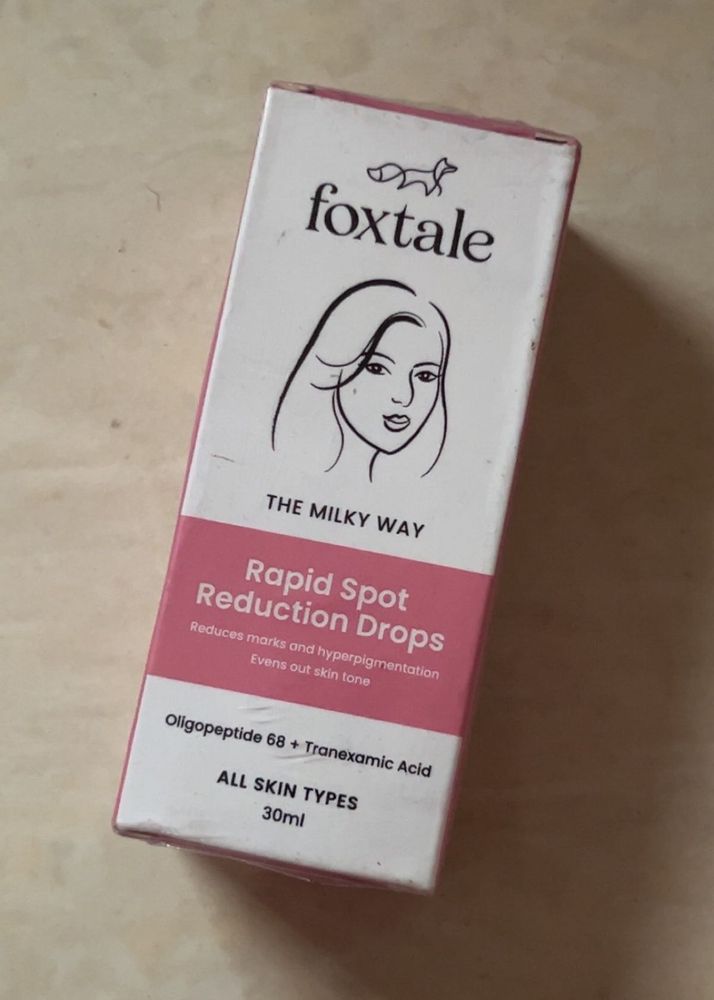 foxtale
THE MILKY WAY
Rapid Spot
Reduction Drops
Reduces marks and hyperpigmentation
Evens out skin tone
Oligopeptide 68 + Tranexamic Acid
ALL SKIN TYPES
30ml